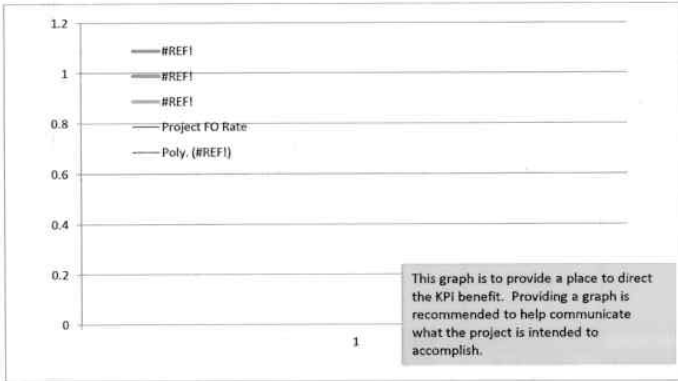 1.2
#REF!
1
#REF!
#REF!
0.8
Project FO Rate
Poly. (#REF!)
0.6
0.4
0.2
0
1
This graph is to provide a place to direct
the KPI benefit. Providing a graph is
recommended to help communicate
what the project is intended to
accomplish.